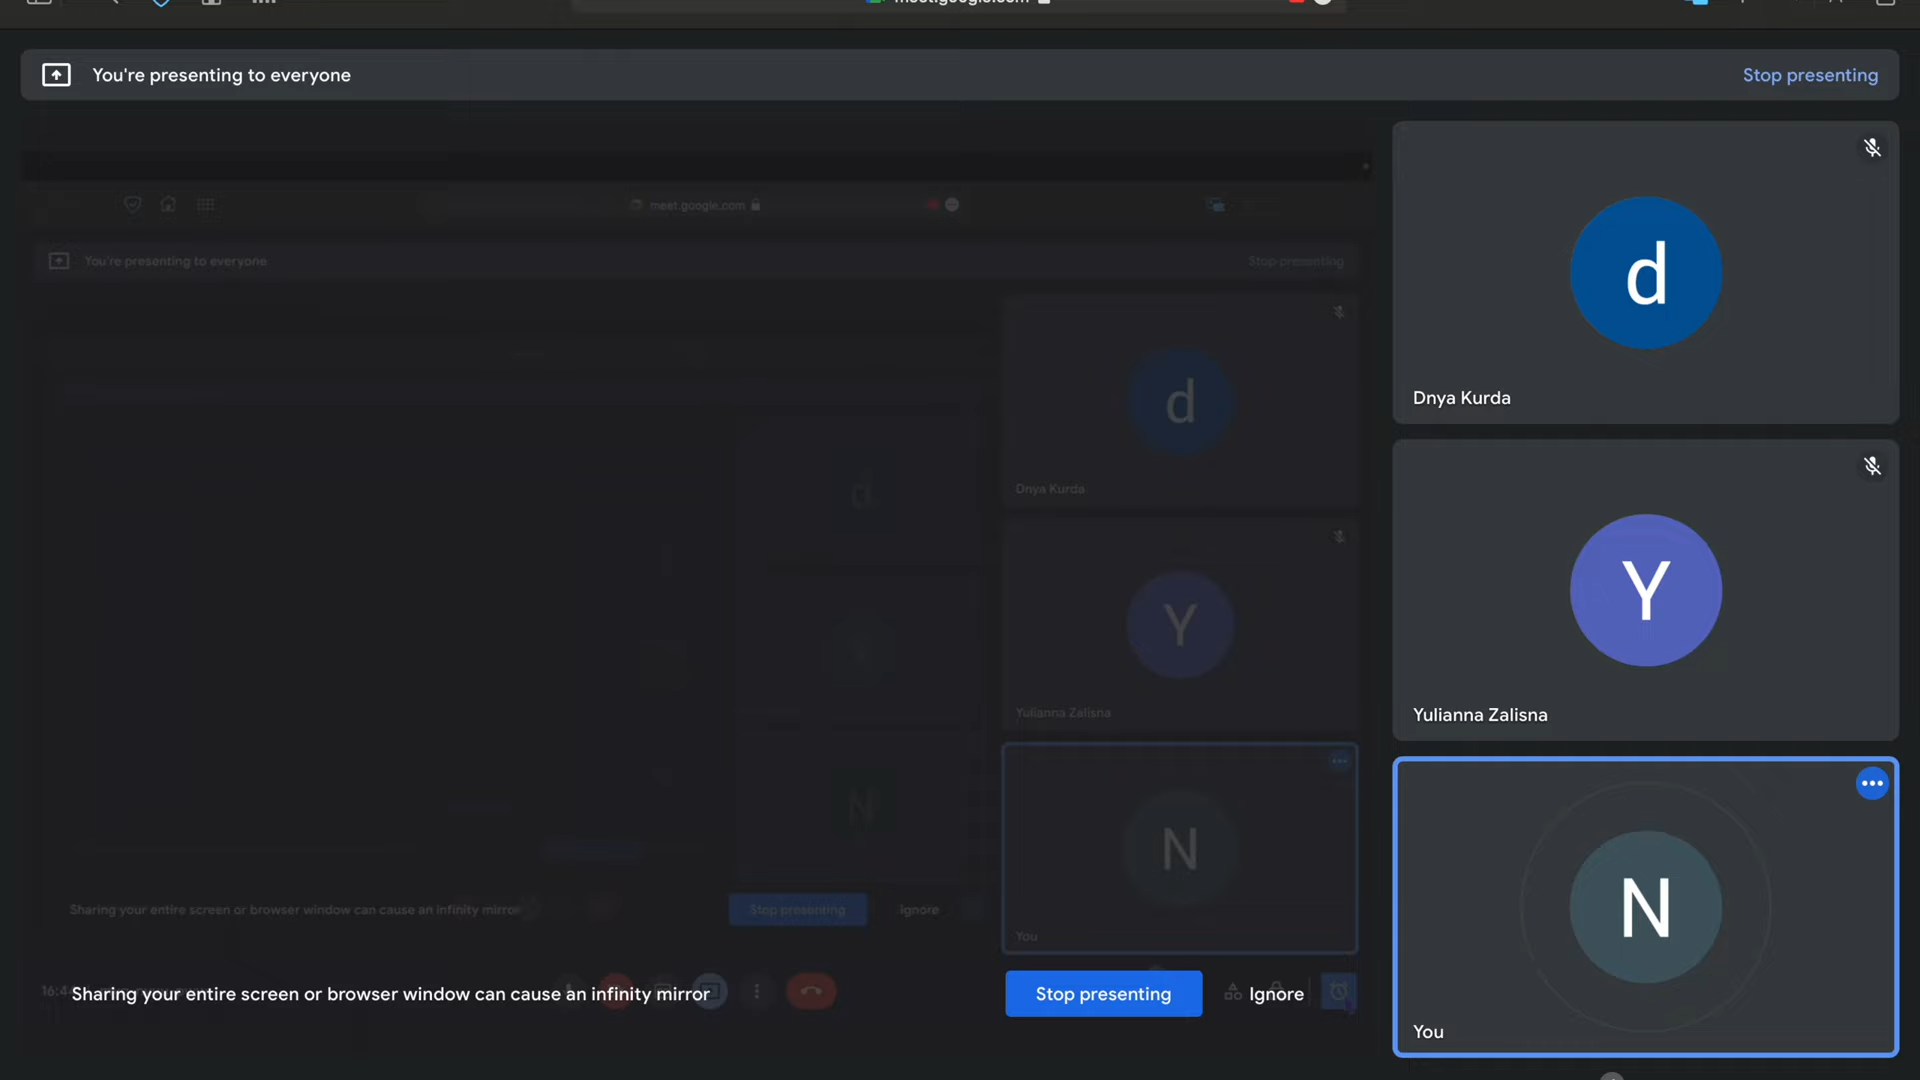 meet.google.com
You're presenting to everyone
Stop presenting
d
Dnya Kurda
Y
Yulianna Zalisna
N
You
Sharing your entire screen or browser window can cause an infinity mirror
Stop presenting
Ignore
meet.google.com
You're presenting to everyone
Stop presenting
d
Dnya Kurda
Y
Yulianna Zalisna
N
You
d
N
Sharing your entire screen or browser window can cause an infinity mirror
Stop presenting
Ignore